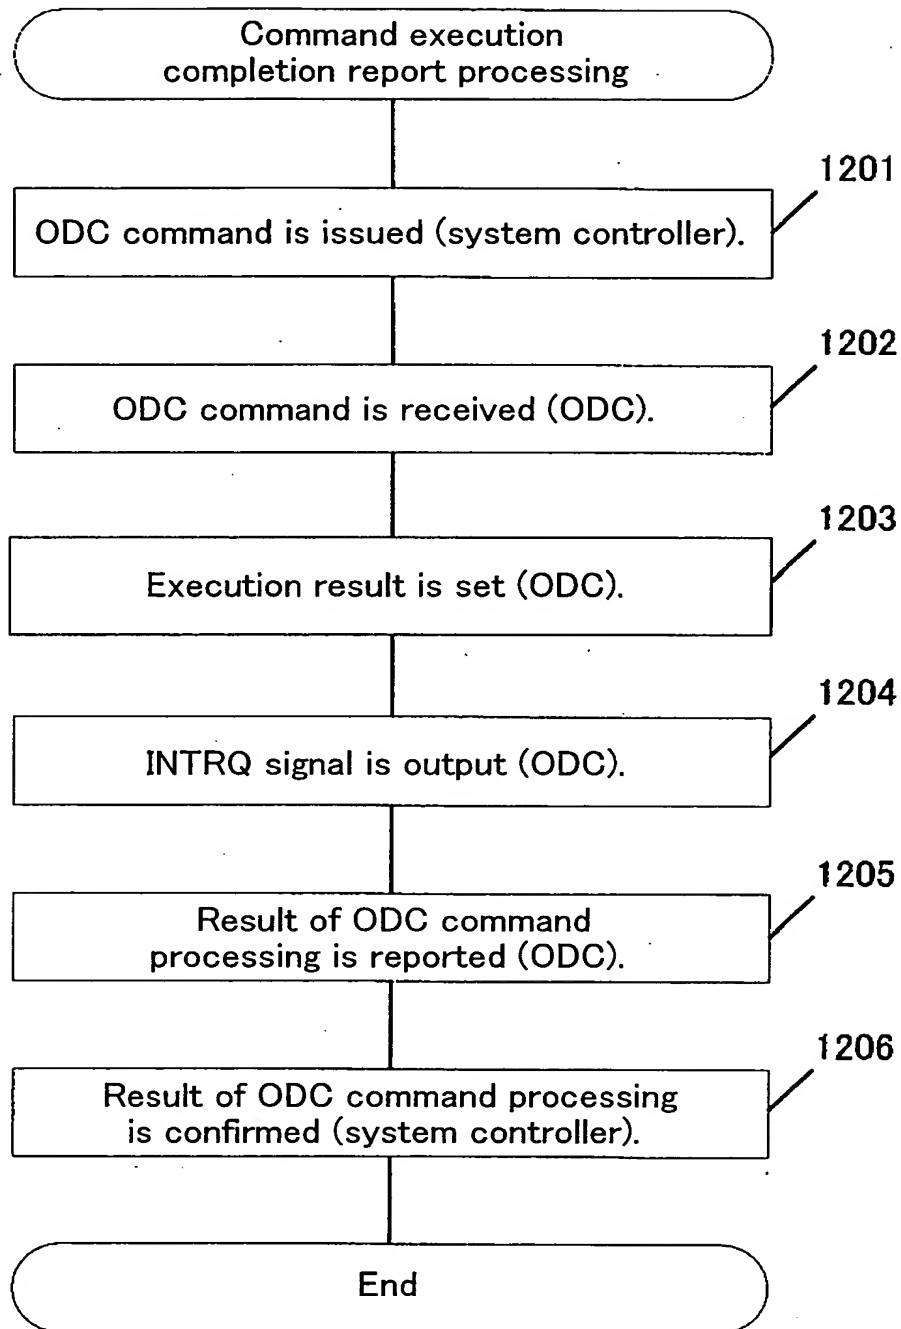 Command execution
completion report processing
1201
ODC command is issued (system controller).
1202
ODC command is received (ODC).
1203
Execution result is set (ODC).
1204
INTRQ signal is output (ODC).
1205
Result of ODC command
processing is reported (ODC).
1206
Result of ODC command processing
is confirmed (system controller).
End